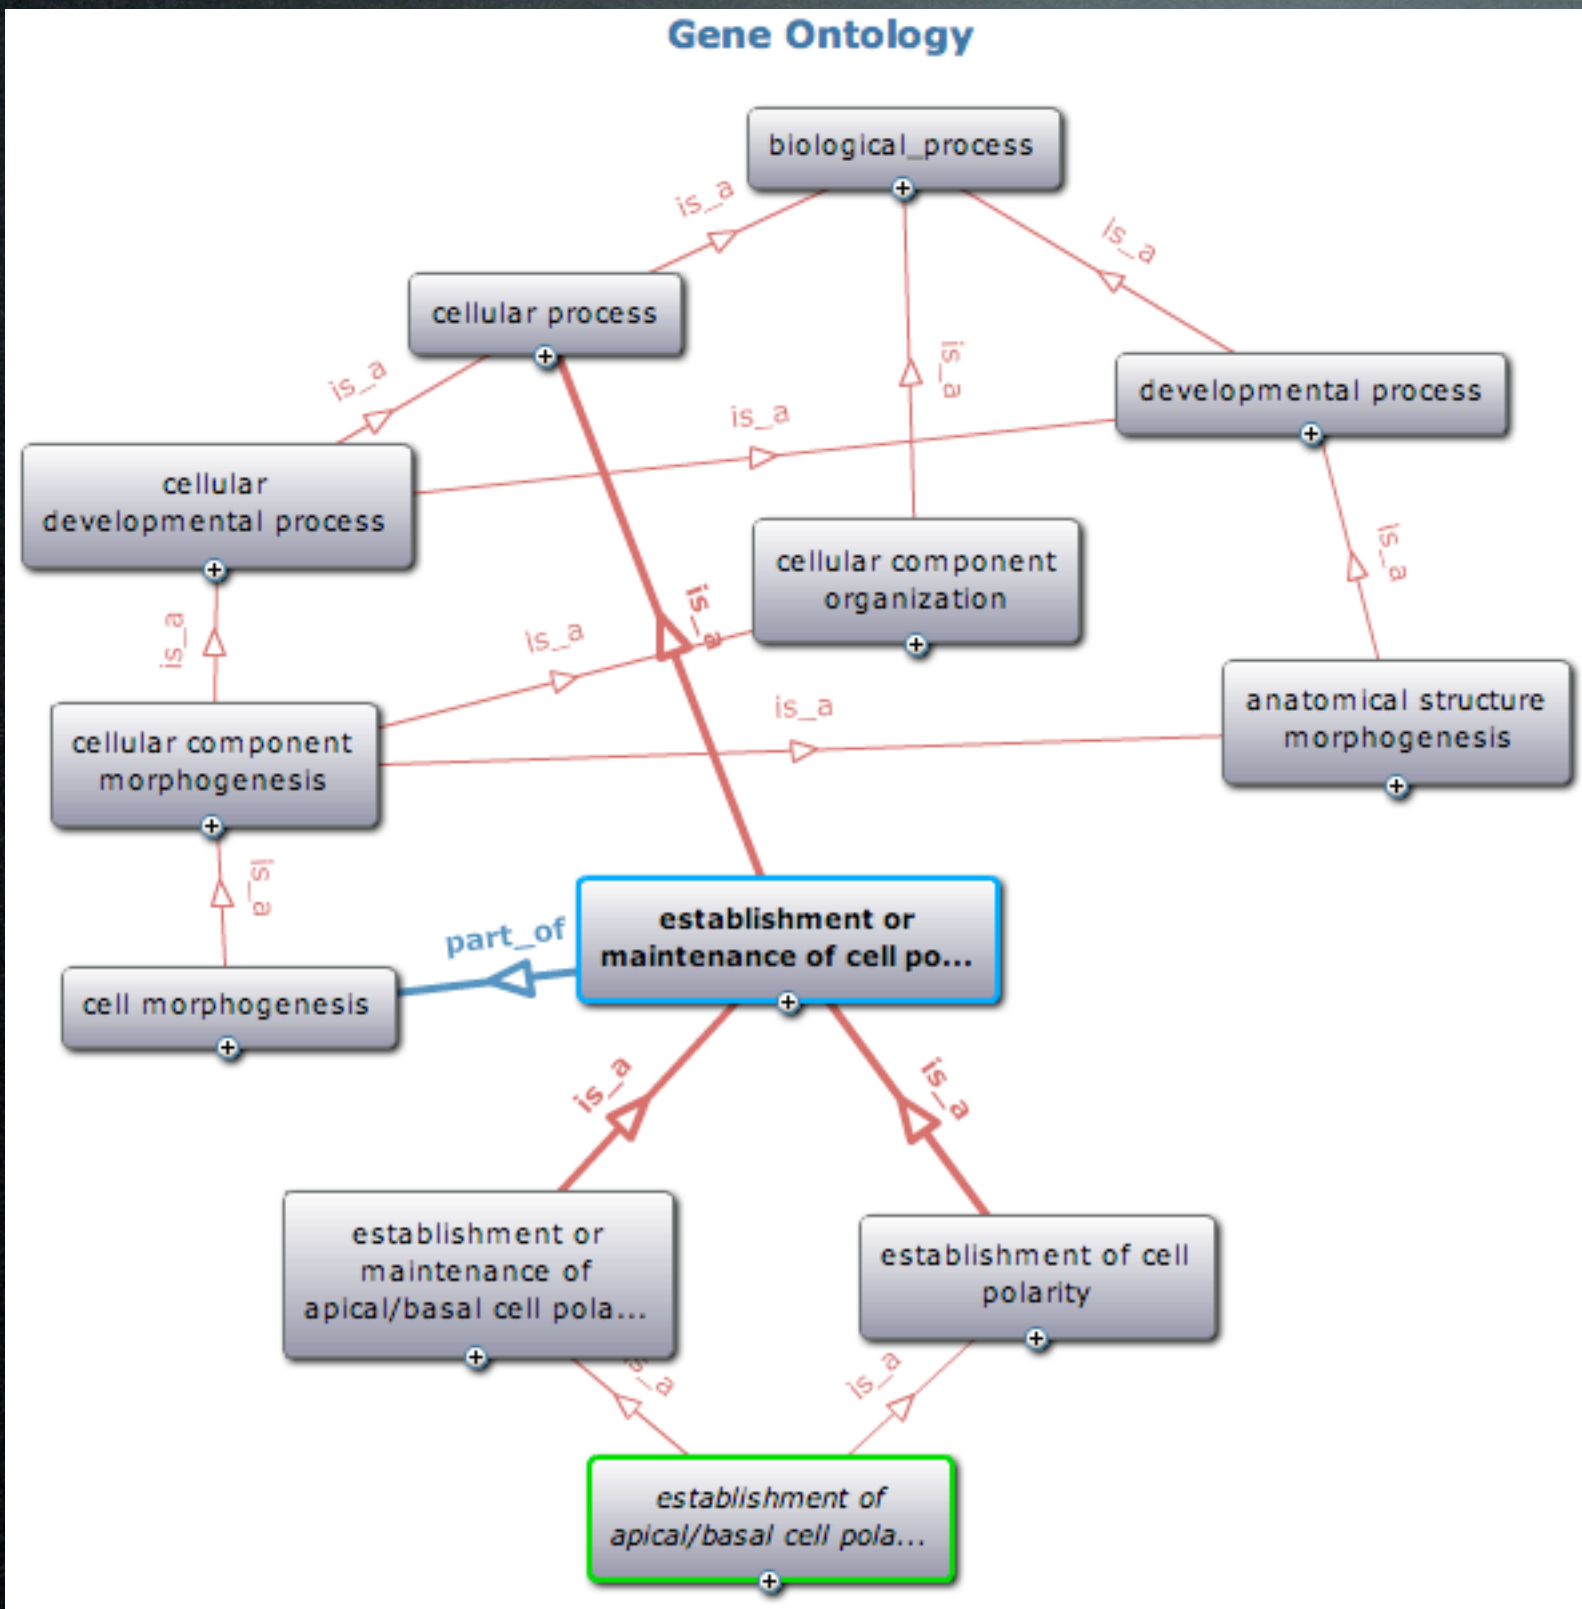 Gene Ontology
biological_process
is_a
is_a
cellular process
is_a
is_a
developmental process
is_a
is_a
cellular
developmental process
cellular component
organization
is_a
is_a
is_a
is_a
anatomical structure
morphogenesis
is_a
cellular component
morphogenesis
is_a
establishment or
maintenance of cell po...
part_of
cell morphogenesis
is_a
is_a
establishment or
maintenance of
apical/basal cell pola...
establishment of cell
polarity
is_a
is_a
establishment of
apical/basal cell pola...